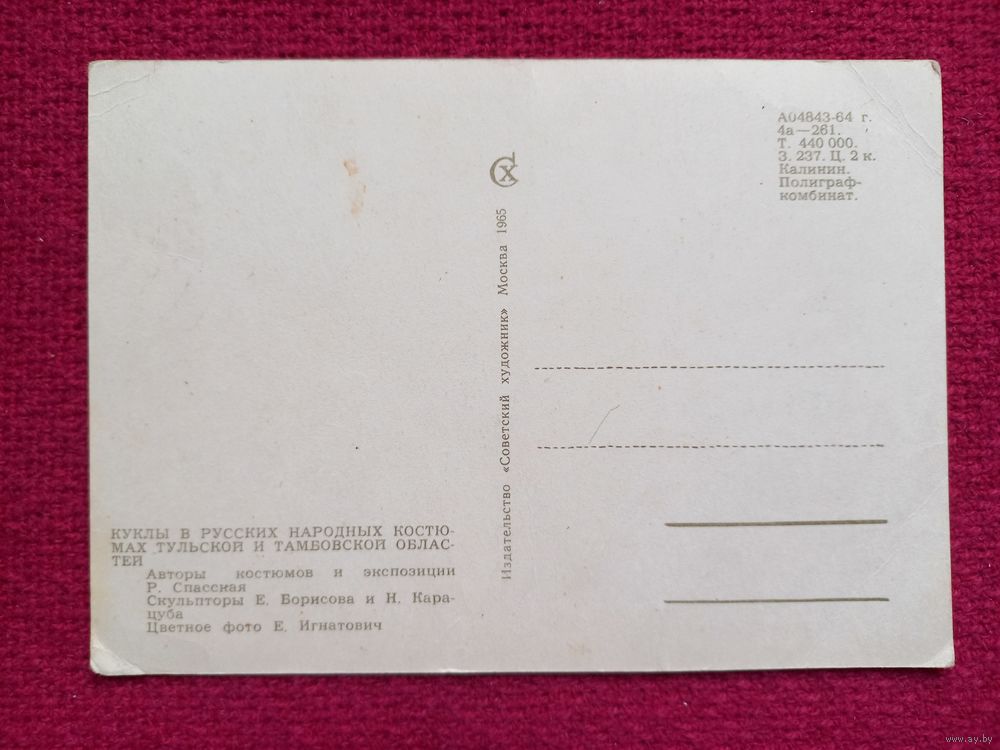 А04843-64 г.
4а—261.
Т. 440 000.
З. 237. Ц. 2 к.
Калинин.
Полиграф-
комбинат.
СХ
Издательство «Советский художник» Москва 1965
КУКЛЫ В РУССКИХ НАРОДНЫХ КОСТЮ-
МАХ ТУЛЬСКОЙ И ТАМБОВСКОЙ ОБЛАС-
ТЕЙ
Авторы костюмов и экспозиции
Р. Спасская
Скульпторы Е. Борисова и Н. Кара-
цуба
Цветное фото Е. Игнатович
www.ay.by